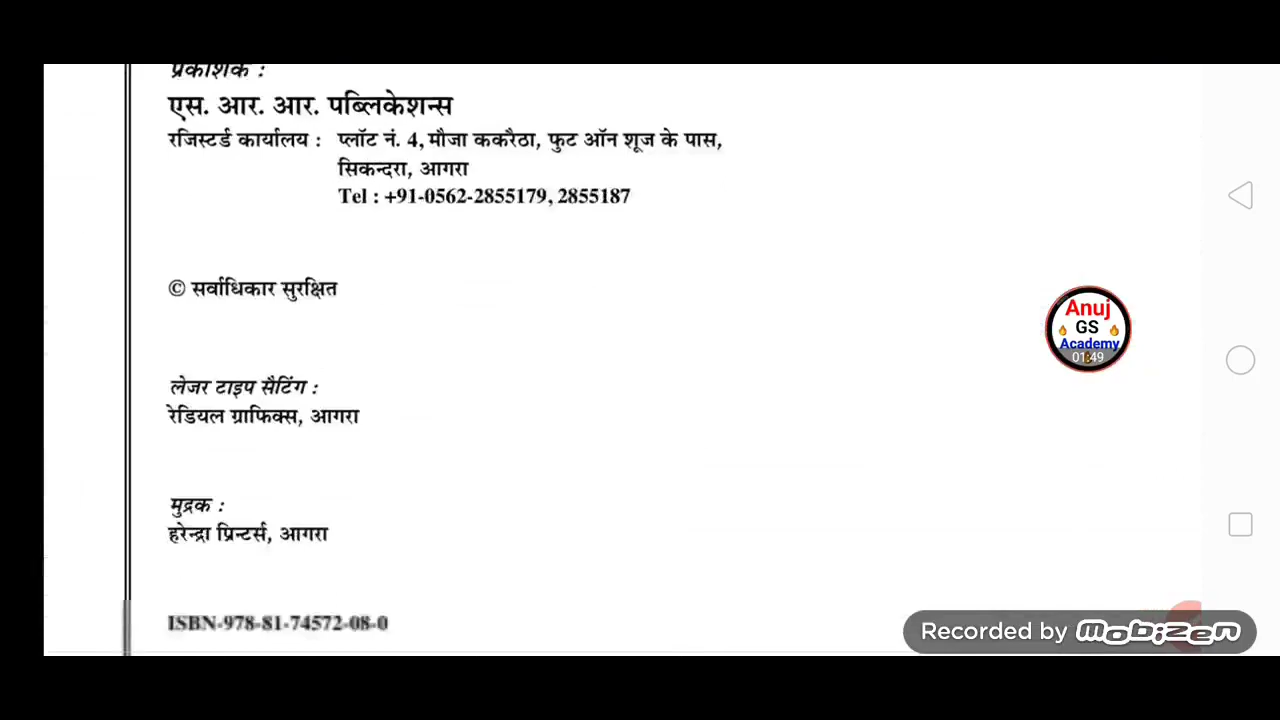 प्रकाशक :
एस. आर. आर. पब्लिकेशन्स
रजिस्टर्ड कार्यालय : प्लॉट नं. 4, मौजा ककरैठा, फुट ऑन शूज के पास,
सिकन्दरा, आगरा
Tel : +91-0562-2855179, 2855187
© सर्वाधिकार सुरक्षित
Anuj
GS
Academy
01:49
लेजर टाइप सैटिंग :
रेडियल ग्राफिक्स, आगरा
मुद्रक :
हरेन्द्रा प्रिन्टर्स, आगरा
ISBN-978-81-74572-08-0
Recorded by Mobizen